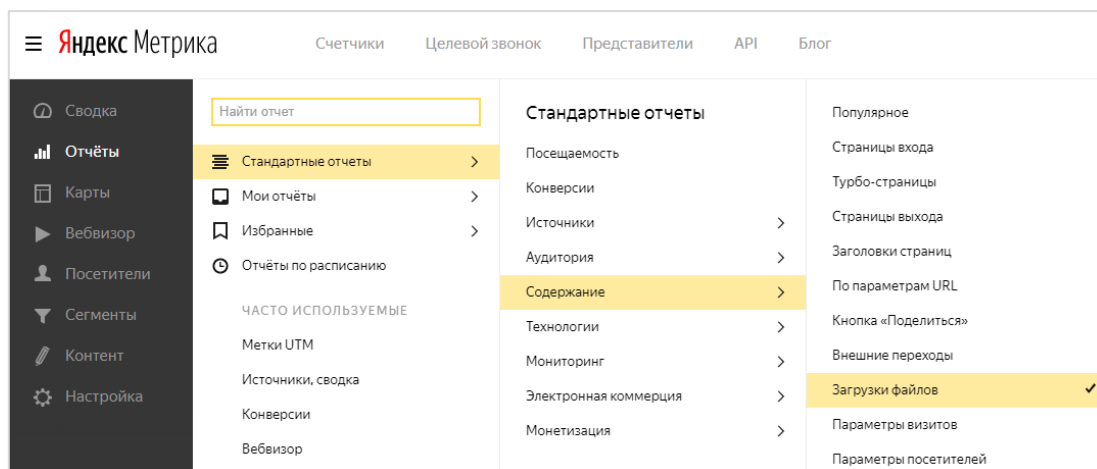 Яндекс Метрика
Счетчики Целевой звонок Представители API Блог
Сводка
Отчёты
Карты
Вебвизор
Посетители
Сегменты
Контент
Настройка
Найти отчет
Стандартные отчеты
Мои отчёты
Избранные
Отчёты по расписанию
ЧАСТО ИСПОЛЬЗУЕМЫЕ
Метки UTM
Источники, сводка
Конверсии
Вебвизор
Стандартные отчеты
Посещаемость
Конверсии
Источники
Аудитория
Содержание
Технологии
Мониторинг
Электронная коммерция
Монетизация
Популярное
Страницы входа
Турбо-страницы
Страницы выхода
Заголовки страниц
По параметрам URL
Кнопка «Поделиться»
Внешние переходы
Загрузки файлов
Параметры визитов
Параметры посетителей